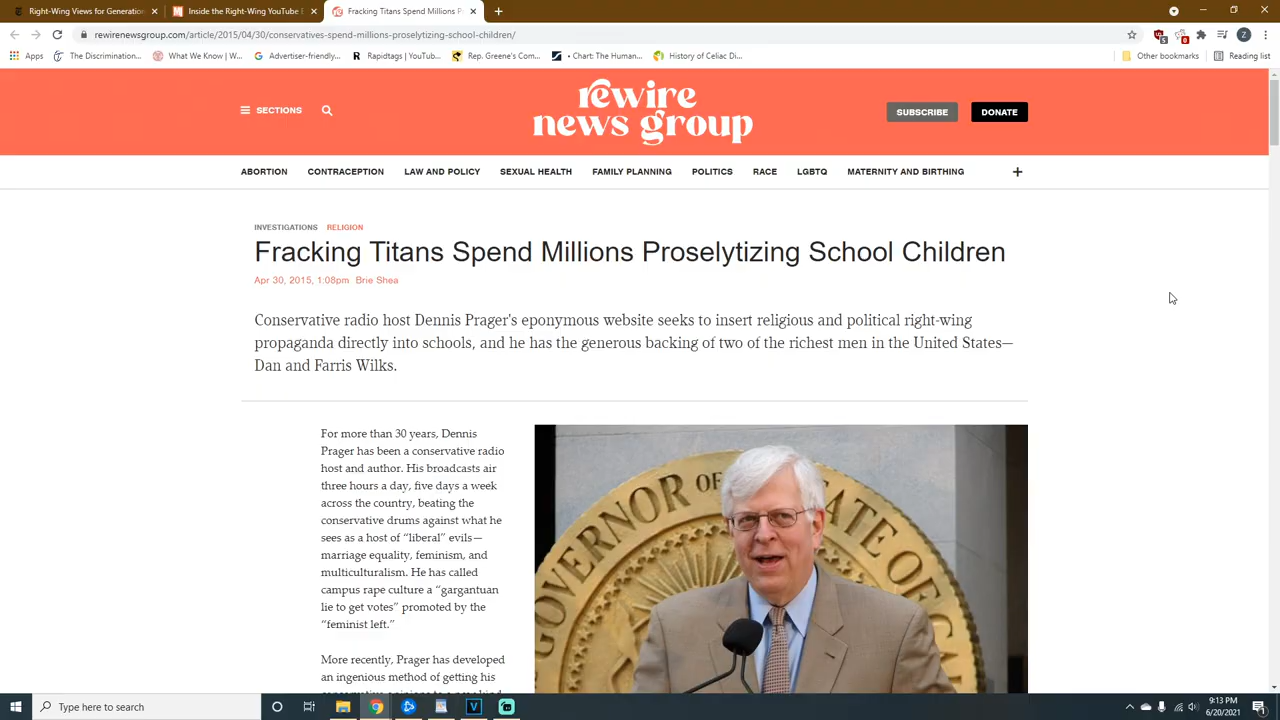 Right-Wing YouTube Generation
Inside the Right-Wing YouTube E
Fracking Titans Spend Millions P
rewirenewsgroup.com/article/2015/04/30/conservatives-spend-millions-proselytizing-school-children/
Z
Apps
The Discrimination...
What We Know | W...
Advertiser-friendly...
Rapidtags | YouTub...
Rep. Greene's Com...
• Chart: The Human...
History of Celiac Di...
Other bookmarks
Reading list
SECTIONS
rewire
news group
SUBSCRIBE
DONATE
ABORTION CONTRACEPTION LAW AND POLICY SEXUAL HEALTH FAMILY PLANNING POLITICS RACE LGBTQ MATERNITY AND BIRTHING +
INVESTIGATIONS RELIGION
Fracking Titans Spend Millions Proselytizing School Children
Apr 30, 2015, 1:08pm Brie Shea
Conservative radio host Dennis Prager's eponymous website seeks to insert religious and political right-wing
propaganda directly into schools, and he has the generous backing of two of the richest men in the United States—
Dan and Farris Wilks.
For more than 30 years, Dennis
Prager has been a conservative radio
host and author. His broadcasts air
three hours a day, five days a week
across the country, beating the
conservative drums against what he
sees as a host of “liberal” evils—
marriage equality, feminism, and
multiculturalism. He has called
campus rape culture a “gargantuan
lie to get votes” promoted by the
“feminist left.”
More recently, Prager has developed
an ingenious method of getting his
GOVERNOR OF STATE OF CA
Type here to search
9:13 PM
6/20/2021